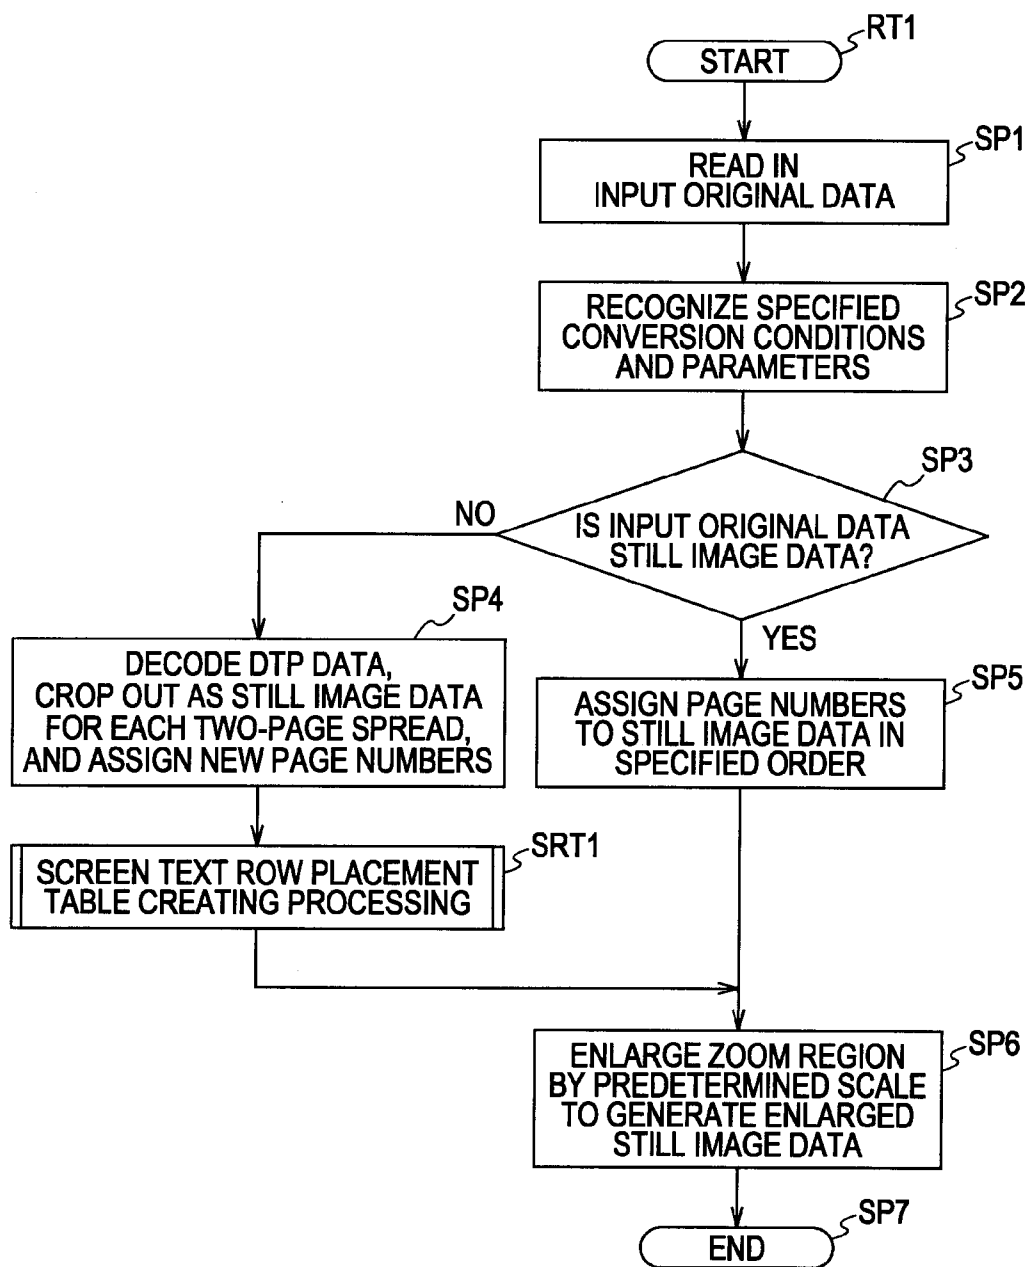 RT1
START
SP1
READ IN
INPUT ORIGINAL DATA
SP2
RECOGNIZE SPECIFIED
CONVERSION CONDITIONS
AND PARAMETERS
SP3
IS INPUT ORIGINAL DATA
STILL IMAGE DATA?
NO
YES
SP4
DECODE DTP DATA,
CROP OUT AS STILL IMAGE DATA
FOR EACH TWO-PAGE SPREAD,
AND ASSIGN NEW PAGE NUMBERS
SP5
ASSIGN PAGE NUMBERS
TO STILL IMAGE DATA IN
SPECIFIED ORDER
SRT1
SCREEN TEXT ROW PLACEMENT
TABLE CREATING PROCESSING
SP6
ENLARGE ZOOM REGION
BY PREDETERMINED SCALE
TO GENERATE ENLARGED
STILL IMAGE DATA
SP7
END